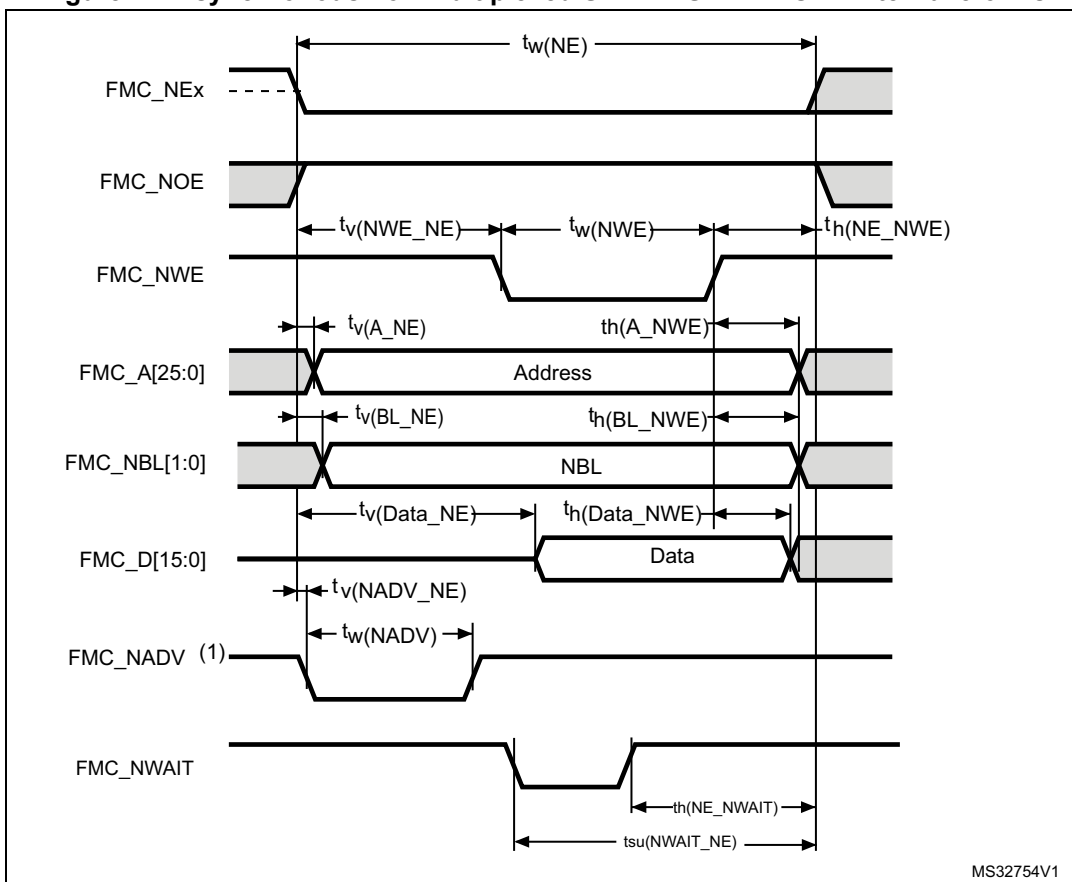 tw(NE)
FMC_NEx
FMC_NOE
tv(NWE_NE) tw(NWE) th(NE_NWE)
FMC_NWE
tv(A_NE) th(A_NWE)
FMC_A[25:0] Address
tv(BL_NE) th(BL_NWE)
FMC_NBL[1:0] NBL
tv(Data_NE) th(Data_NWE)
FMC_D[15:0] Data
tv(NADV_NE)
tw(NADV)
FMC_NADV (1)
FMC_NWAIT
th(NE_NWAIT)
tsu(NWAIT_NE)
MS32754V1